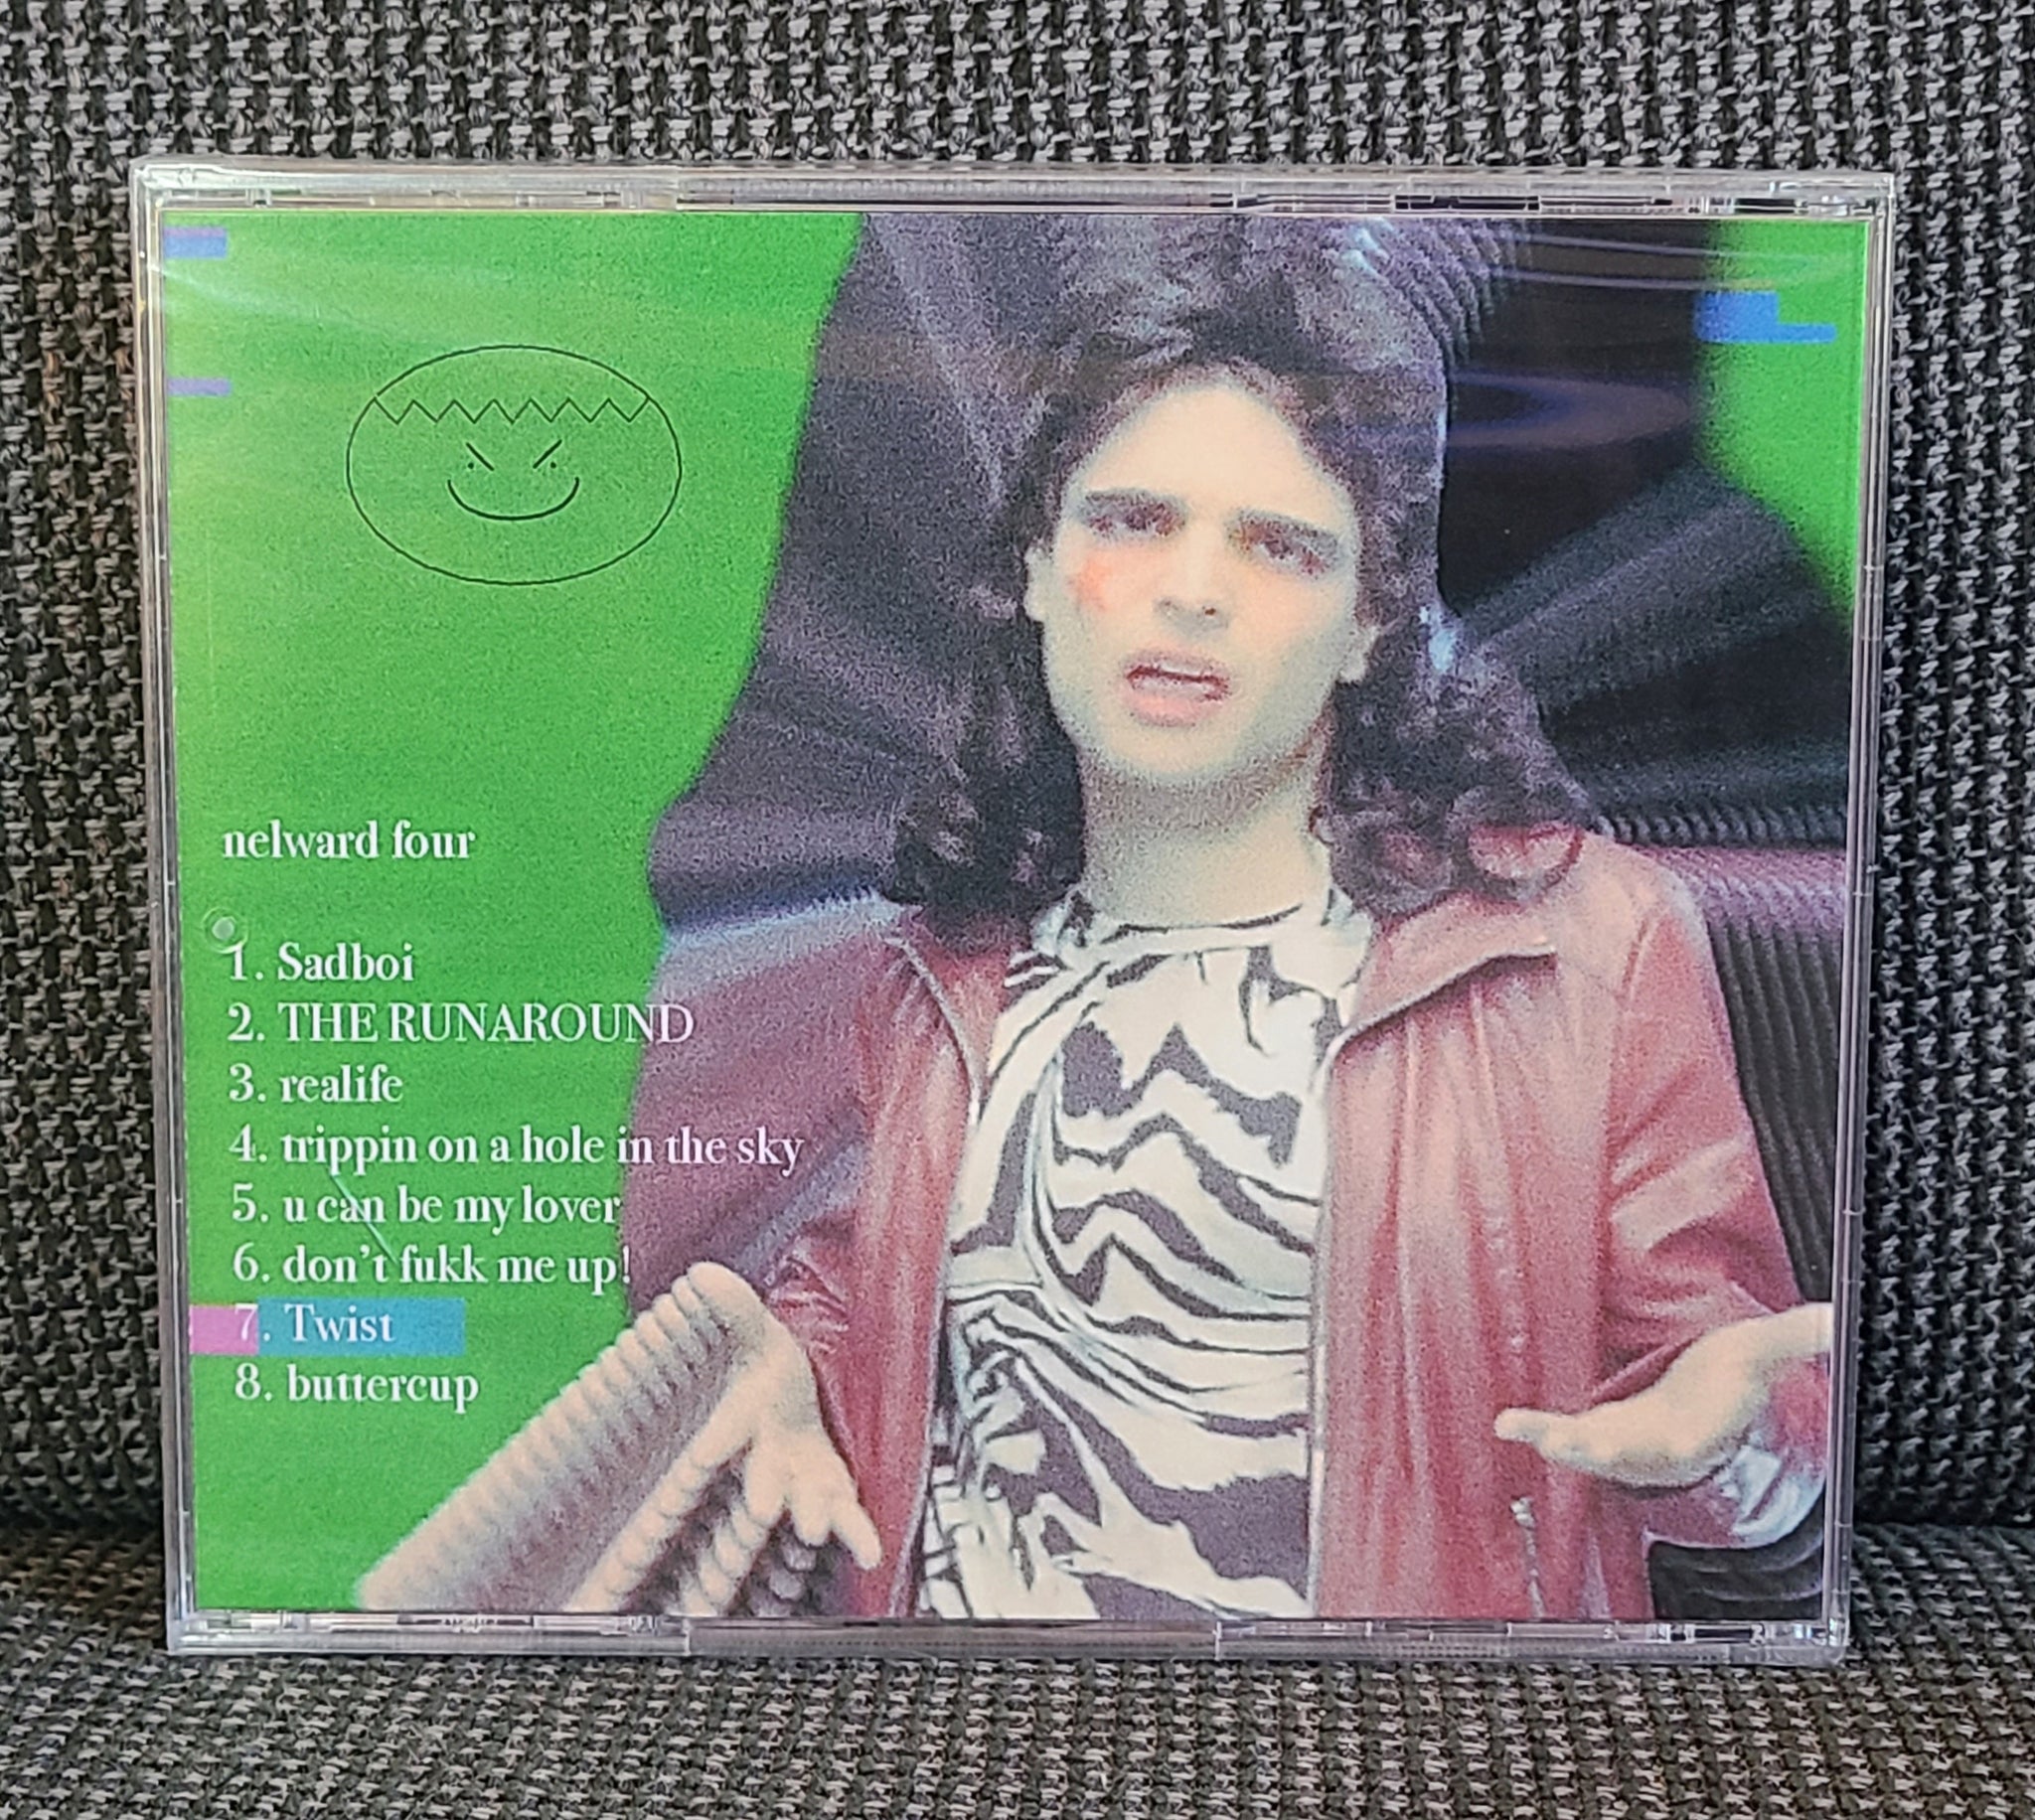 nelward four
1. Sadboi
2. THE RUNAROUND
3. realife
4. trippin on a hole in the sky
5. u can be my lover
6. don't fukk me up!
7. Twist
8. buttercup